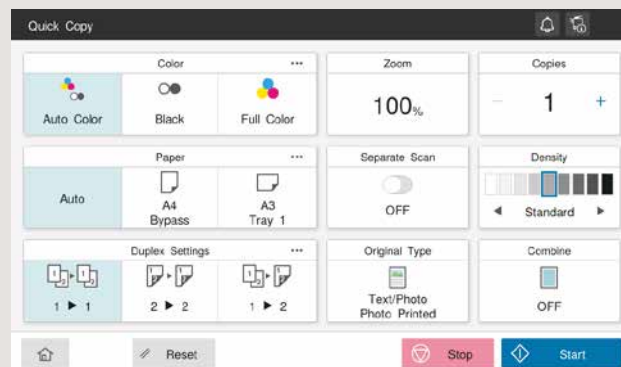 Quick Copy
Color ···
Auto Color
Black
Full Color
Zoom
100%
Copies
− 1 +
Paper ···
Auto
A4
Bypass
A3
Tray 1
Separate Scan
OFF
Density
◀ Standard ▶
Duplex Settings ···
1 ▶ 1
2 ▶ 2
1 ▶ 2
Original Type
Text/Photo
Photo Printed
Combine
OFF
Reset
Stop
Start